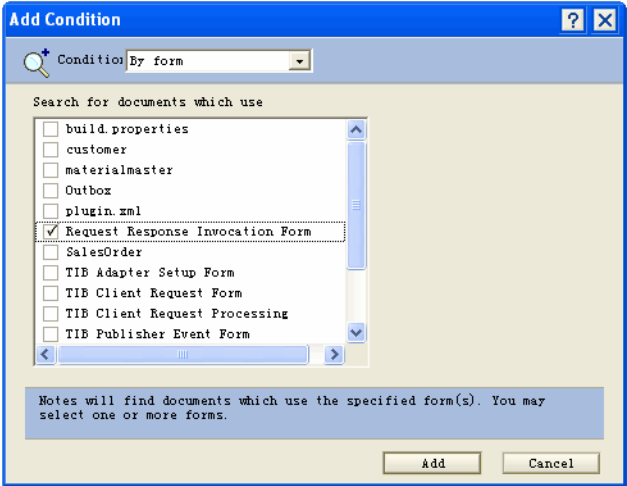 Add Condition
Conditio
By form
Search for documents which use
build.properties
customer
materialmaster
Outbox
plugin.xml
Request Response Invocation Form
SalesOrder
TIB Adapter Setup Form
TIB Client Request Form
TIB Client Request Processing
TIB Publisher Event Form
Notes will find documents which use the specified form(s). You may
select one or more forms.
Add
Cancel